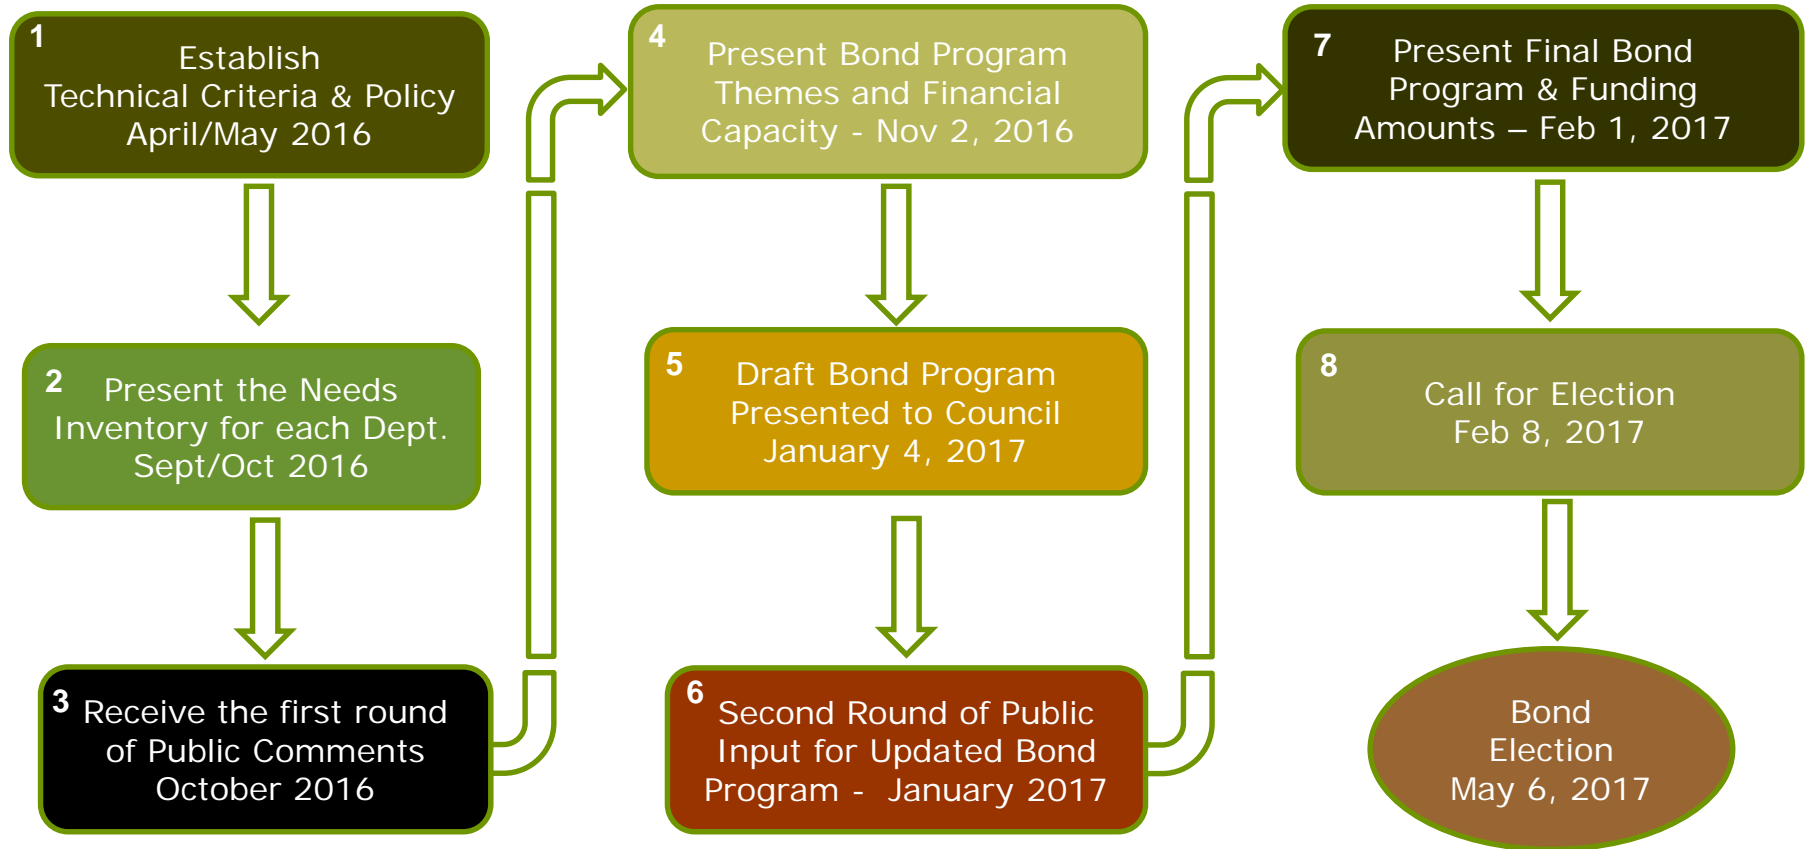 1
Establish
Technical Criteria & Policy
April/May 2016
2
Present the Needs
Inventory for each Dept.
Sept/Oct 2016
3
Receive the first round
of Public Comments
October 2016
4
Present Bond Program
Themes and Financial
Capacity - Nov 2, 2016
5
Draft Bond Program
Presented to Council
January 4, 2017
6
Second Round of Public
Input for Updated Bond
Program - January 2017
7
Present Final Bond
Program & Funding
Amounts – Feb 1, 2017
8
Call for Election
Feb 8, 2017
Bond
Election
May 6, 2017